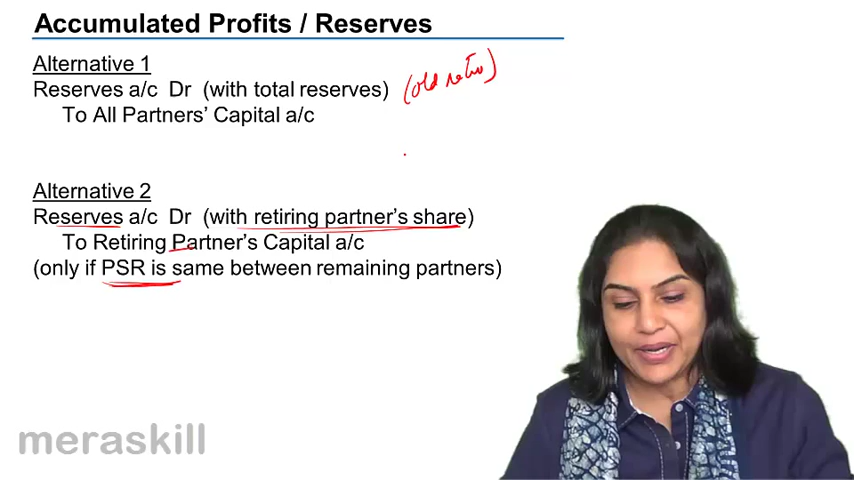 Accumulated Profits / Reserves
Alternative 1
Reserves a/c Dr (with total reserves) (old ratio)
To All Partners' Capital a/c
Alternative 2
Reserves a/c Dr (with retiring partner's share)
To Retiring Partner's Capital a/c
(only if PSR is same between remaining partners)
meraskill